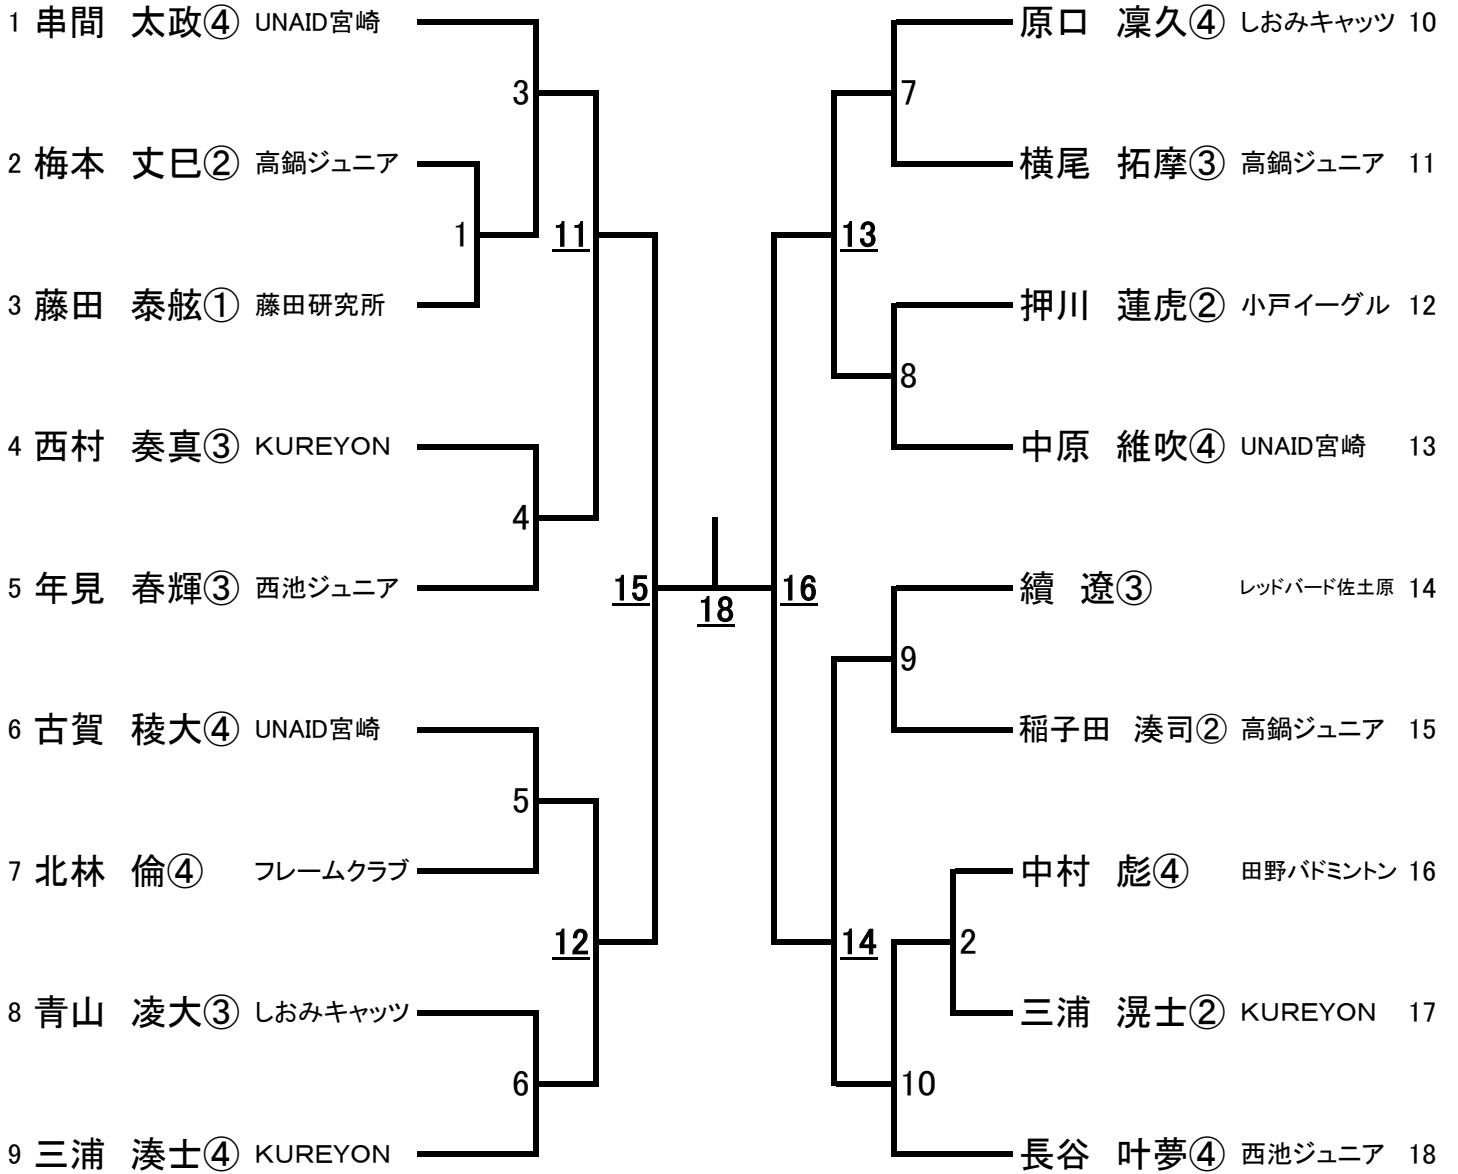 1 串間 太政④ UNAID宮崎
3
2 梅本 丈巳② 高鍋ジュニア
1
11
3 藤田 泰舷① 藤田研究所
4 西村 奏真③ KUREYON
4
5 年見 春輝③ 西池ジュニア
15
6 古賀 稜大④ UNAID宮崎
5
7 北林 倫④ フレームクラブ
12
8 青山 凌大③ しおみキャッツ
6
9 三浦 湊士④ KUREYON
18
原口 凜久④ しおみキャッツ 10
7
横尾 拓摩③ 高鍋ジュニア 11
13
押川 蓮虎② 小戸イーグル 12
8
中原 維吹④ UNAID宮崎 13
16
續 遼③ レッドバード佐土原 14
9
稲子田 湊司② 高鍋ジュニア 15
中村 彪④ 田野バドミントン 16
14
2
三浦 滉士② KUREYON 17
10
長谷 叶夢④ 西池ジュニア 18